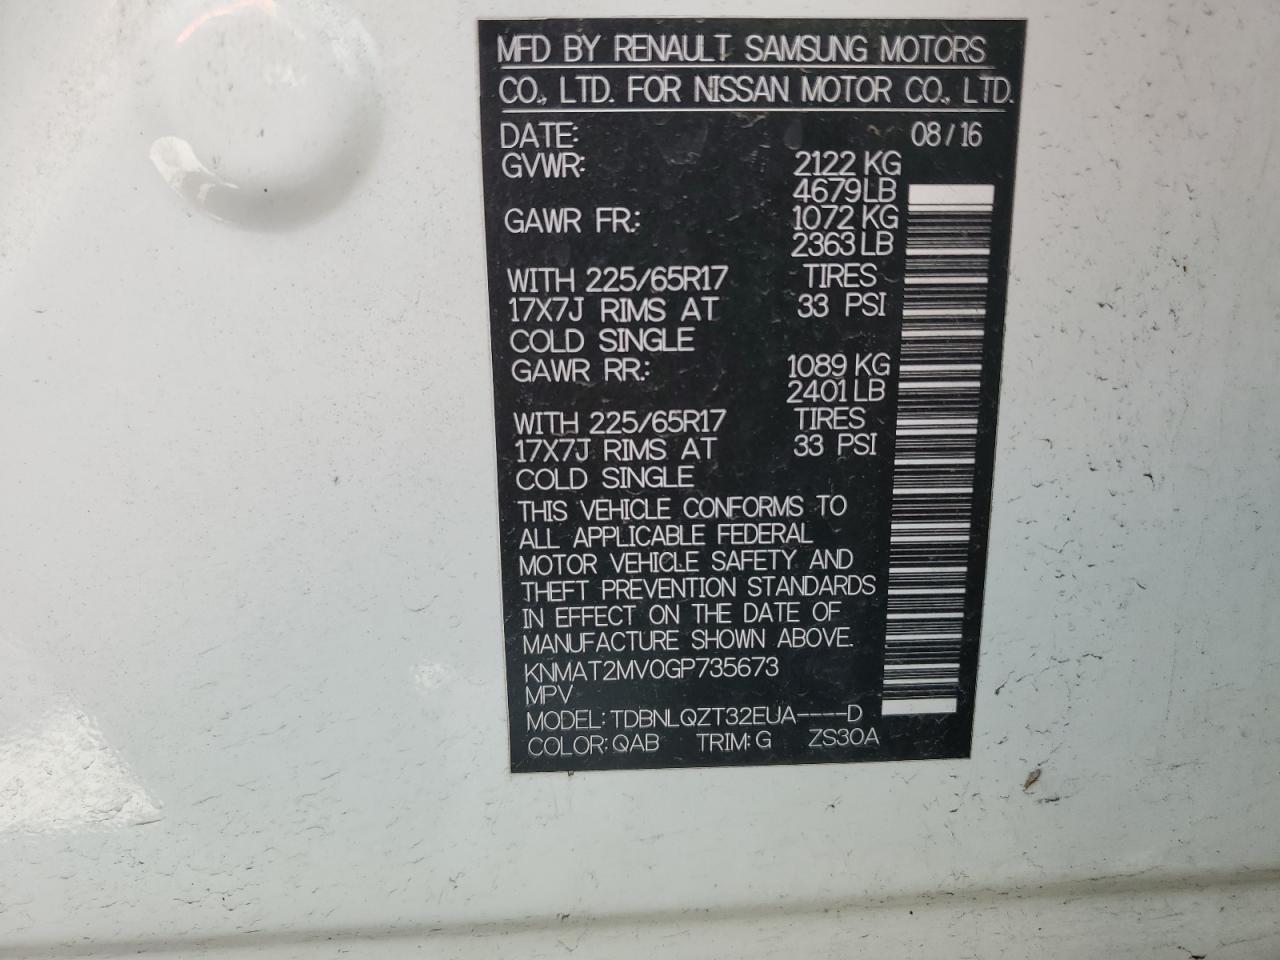 MFD BY RENAULT SAMSUNG MOTORS
CO., LTD. FOR NISSAN MOTOR CO., LTD.
DATE: 08/16
GVWR: 2122 KG
4679 LB
GAWR FR.: 1072 KG
2363 LB
WITH 225/65R17 TIRES
17X7J RIMS AT 33 PSI
COLD SINGLE
GAWR RR.: 1089 KG
2401 LB
WITH 225/65R17 TIRES
17X7J RIMS AT 33 PSI
COLD SINGLE
THIS VEHICLE CONFORMS TO
ALL APPLICABLE FEDERAL
MOTOR VEHICLE SAFETY AND
THEFT PREVENTION STANDARDS
IN EFFECT ON THE DATE OF
MANUFACTURE SHOWN ABOVE.
KNMAT2MV0GP735673
MPV
MODEL: TDBNLQZT32EUA----D
COLOR: QAB TRIM: G ZS30A